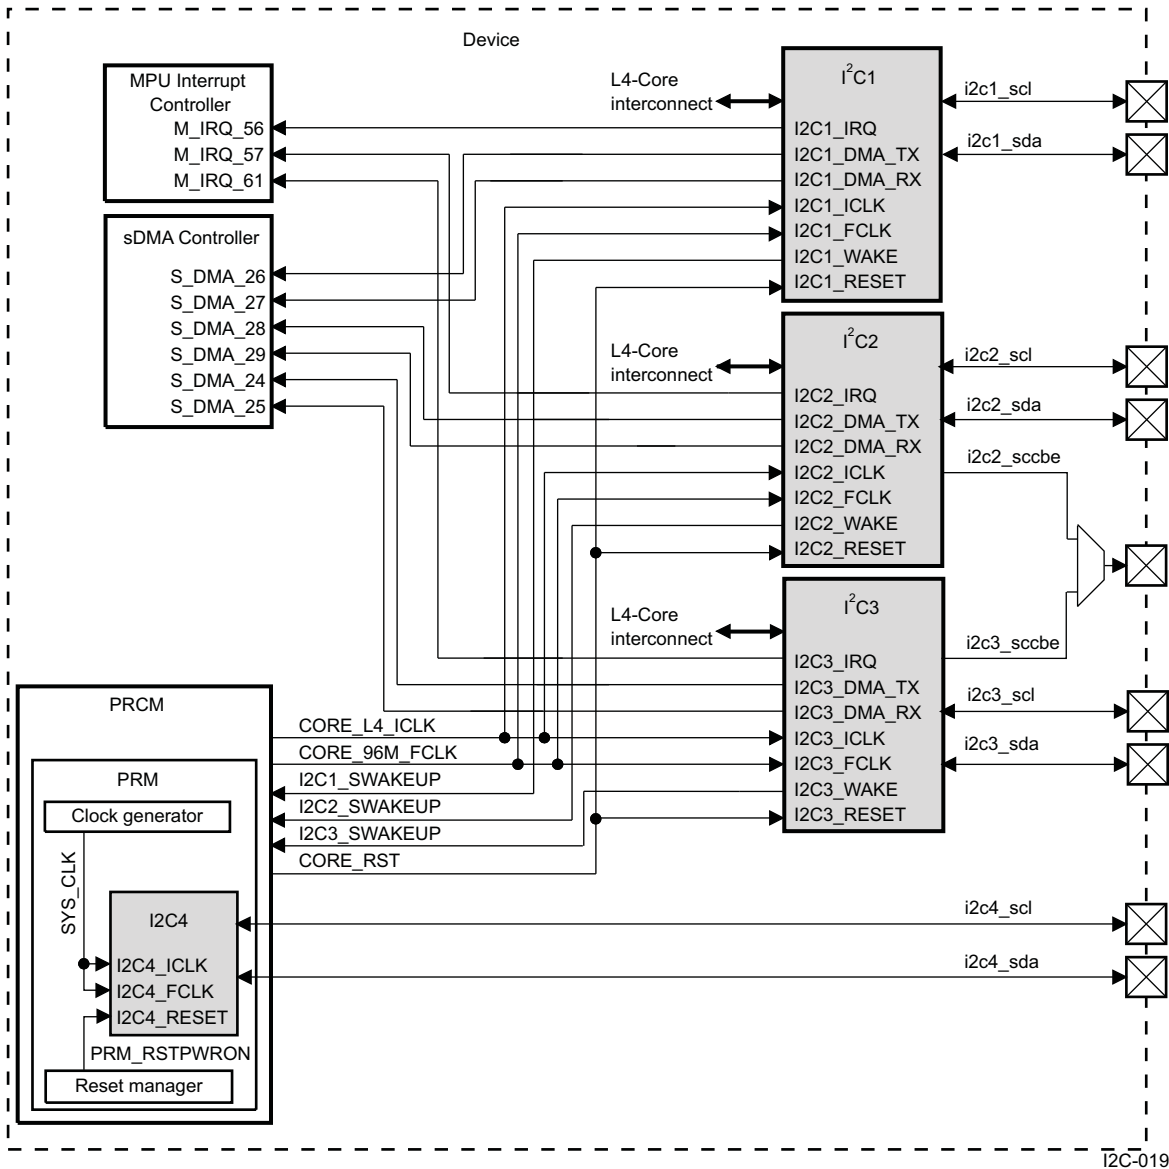 Device
MPU Interrupt
Controller
M_IRQ_56
M_IRQ_57
M_IRQ_61
sDMA Controller
S_DMA_26
S_DMA_27
S_DMA_28
S_DMA_29
S_DMA_24
S_DMA_25
L4-Core
interconnect
I²C1
I2C1_IRQ
I2C1_DMA_TX
I2C1_DMA_RX
I2C1_ICLK
I2C1_FCLK
I2C1_WAKE
I2C1_RESET
i2c1_scl
i2c1_sda
L4-Core
interconnect
I²C2
I2C2_IRQ
I2C2_DMA_TX
I2C2_DMA_RX
I2C2_ICLK
I2C2_FCLK
I2C2_WAKE
I2C2_RESET
i2c2_scl
i2c2_sda
i2c2_sccbe
L4-Core
interconnect
I²C3
I2C3_IRQ
I2C3_DMA_TX
I2C3_DMA_RX
I2C3_ICLK
I2C3_FCLK
I2C3_WAKE
I2C3_RESET
i2c3_sccbe
i2c3_scl
i2c3_sda
PRCM
CORE_L4_ICLK
CORE_96M_FCLK
I2C1_SWAKEUP
I2C2_SWAKEUP
I2C3_SWAKEUP
CORE_RST
PRM
Clock generator
SYS_CLK
I2C4
I2C4_ICLK
I2C4_FCLK
I2C4_RESET
PRM_RSTPWRON
Reset manager
i2c4_scl
i2c4_sda
I2C-019